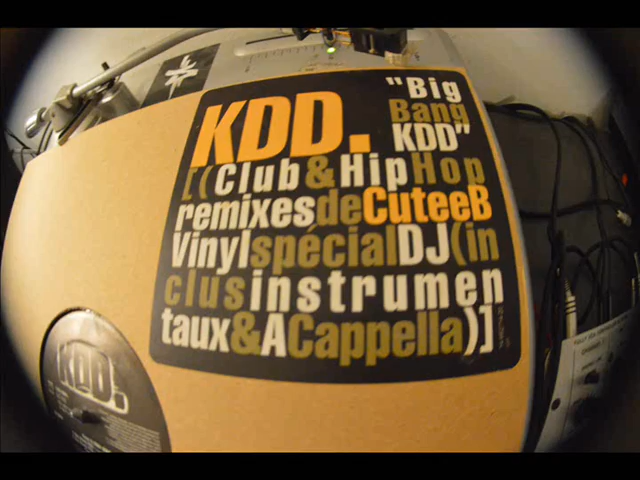 KDD.
"Big
Bang
KDD"
[(Club&HipHop
remixesdeCuteeB
VinylspécialDJ(in
clusinstrumen
taux&ACappella)]
KDD.